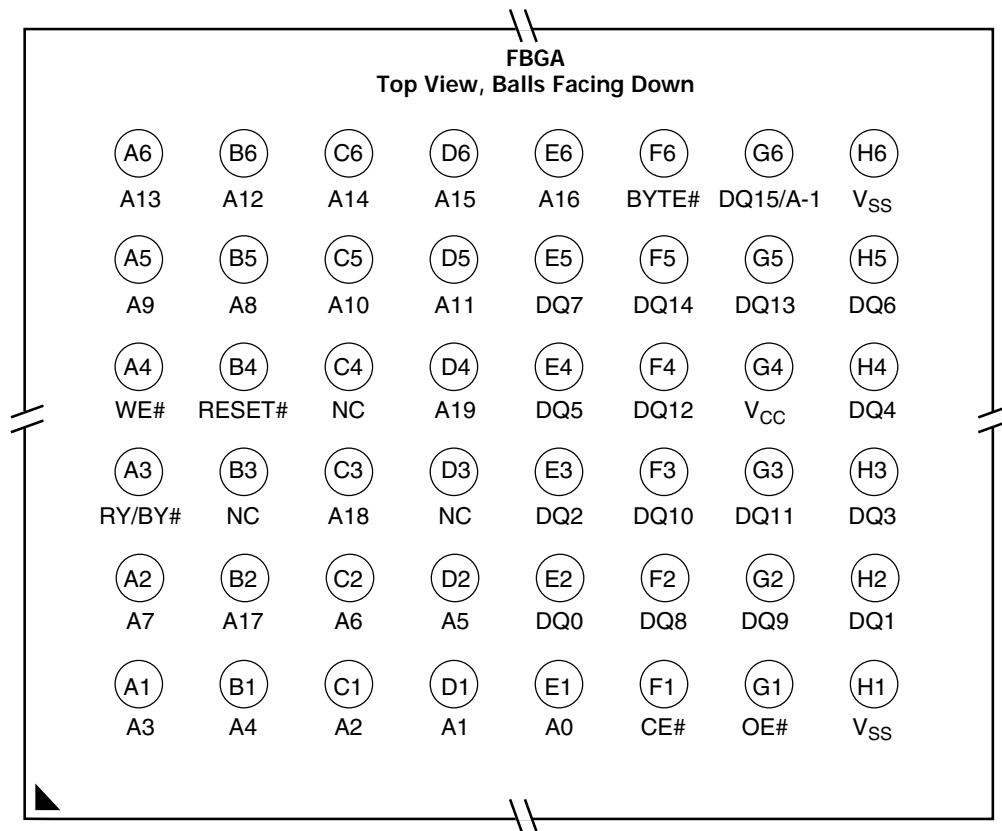 FBGA
Top View, Balls Facing Down
A6 B6 C6 D6 E6 F6 G6 H6
A13 A12 A14 A15 A16 BYTE# DQ15/A-1 VSS
A5 B5 C5 D5 E5 F5 G5 H5
A9 A8 A10 A11 DQ7 DQ14 DQ13 DQ6
A4 B4 C4 D4 E4 F4 G4 H4
WE# RESET# NC A19 DQ5 DQ12 VCC DQ4
A3 B3 C3 D3 E3 F3 G3 H3
RY/BY# NC A18 NC DQ2 DQ10 DQ11 DQ3
A2 B2 C2 D2 E2 F2 G2 H2
A7 A17 A6 A5 DQ0 DQ8 DQ9 DQ1
A1 B1 C1 D1 E1 F1 G1 H1
A3 A4 A2 A1 A0 CE# OE# VSS